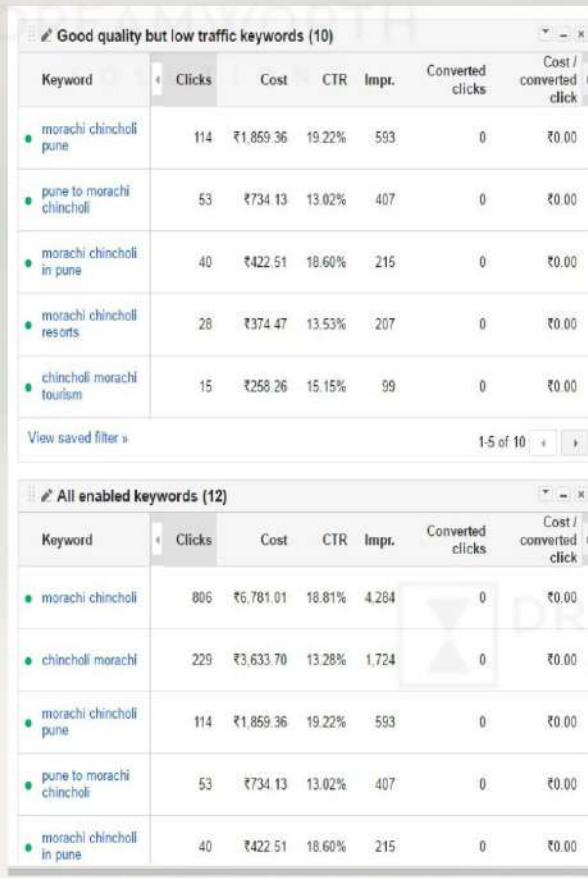 DREAMWORTH
SOLUTIONS
Good quality but low traffic keywords (10)
Keyword Clicks Cost CTR Impr. Converted clicks Cost / converted click
morachi chincholi pune 114 ₹1,859.36 19.22% 593 0 ₹0.00
pune to morachi chincholi 53 ₹734.13 13.02% 407 0 ₹0.00
morachi chincholi in pune 40 ₹422.51 18.60% 215 0 ₹0.00
morachi chincholi resorts 28 ₹374.47 13.53% 207 0 ₹0.00
chincholi morachi tourism 15 ₹258.26 15.15% 99 0 ₹0.00
View saved filter » 1-5 of 10
All enabled keywords (12)
Keyword Clicks Cost CTR Impr. Converted clicks Cost / converted click
morachi chincholi 806 ₹6,781.01 18.81% 4,284 0 ₹0.00
DR
chincholi morachi 229 ₹3,633.70 13.28% 1,724 0 ₹0.00
morachi chincholi pune 114 ₹1,859.36 19.22% 593 0 ₹0.00
pune to morachi chincholi 53 ₹734.13 13.02% 407 0 ₹0.00
morachi chincholi in pune 40 ₹422.51 18.60% 215 0 ₹0.00